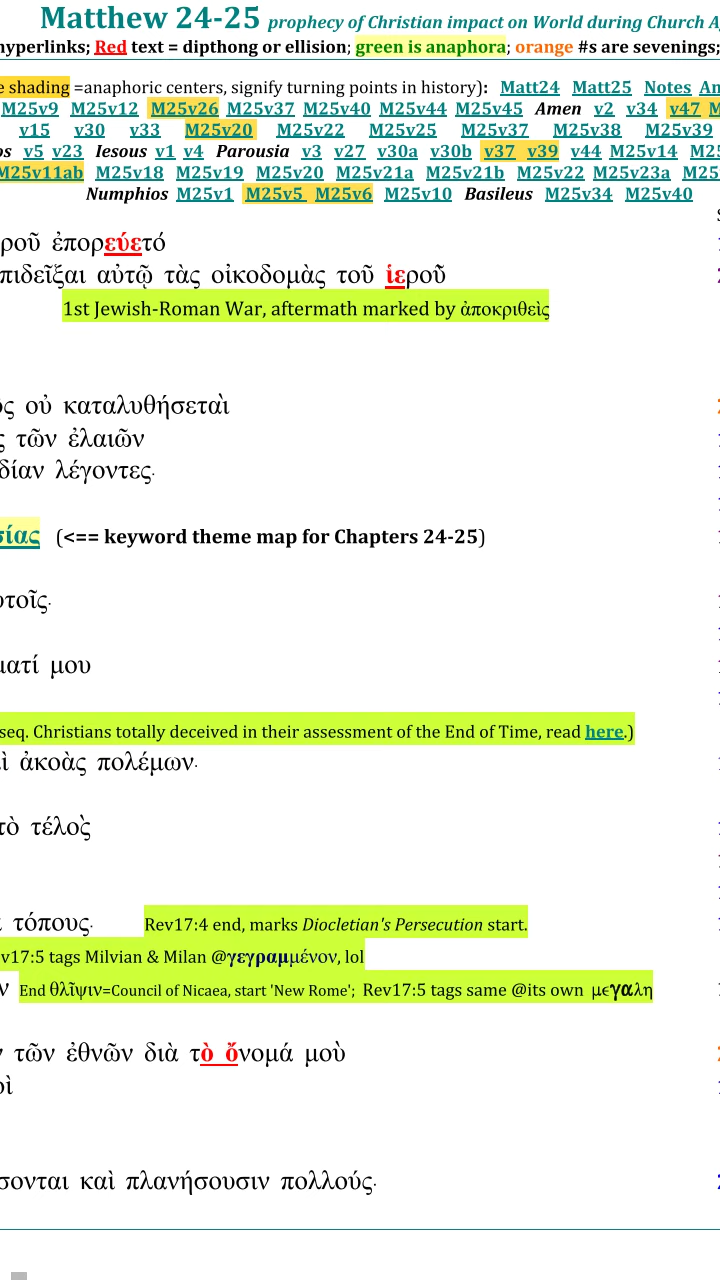 Matthew 24-25 prophecy of Christian impact on World during Church A
hyperlinks; Red text = dipthong or ellision; green is anaphora; orange #s are sevenings;
e shading =anaphoric centers, signify turning points in history): Matt24 Matt25 Notes An
M25v9 M25v12 M25v26 M25v37 M25v40 M25v44 M25v45 Amen v2 v34 v47 M
v15 v30 v33 M25v20 M25v22 M25v25 M25v37 M25v38 M25v39
os v5 v23 Iesous v1 v4 Parousia v3 v27 v30a v30b v37 v39 v44 M25v14 M25
M25v11ab M25v18 M25v19 M25v20 M25v21a M25v21b M25v22 M25v23a M25
Numphios M25v1 M25v5 M25v6 M25v10 Basileus M25v34 M25v40
ροῦ ἐπορεύετό
πιδεῖξαι αὐτῷ τὰς οἰκοδομὰς τοῦ ἱεροῦ
1st Jewish-Roman War, aftermath marked by ἀποκριθεὶς
ὸς οὐ καταλυθήσεταὶ
ς τῶν ἐλαιῶν
δίαν λέγοντες·
σίας (<== keyword theme map for Chapters 24-25)
υτοῖς·
ματί μου
seq. Christians totally deceived in their assessment of the End of Time, read here.)
ὶ ἀκοὰς πολέμων·
τὸ τέλος
τόπους· Rev17:4 end, marks Diocletian's Persecution start.
v17:5 tags Milvian & Milan @γεγραμμένον, lol
ν End θλῖψιν=Council of Nicaea, start 'New Rome'; Rev17:5 tags same @its own μεγαλη
ν τῶν ἐθνῶν διὰ τὸ ὄνομά μοὺ
οὶ
σονται καὶ πλανήσουσιν πολλούς·